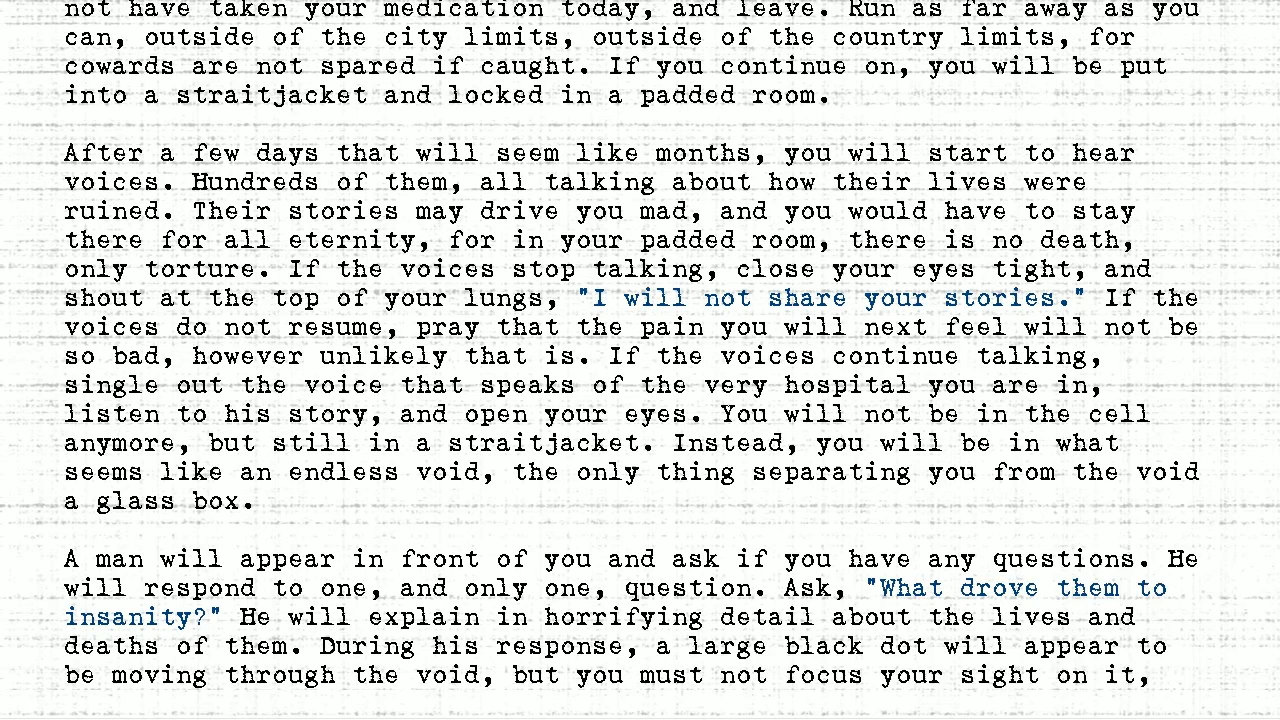 not have taken your medication today, and leave. Run as far away as you
can, outside of the city limits, outside of the country limits, for
cowards are not spared if caught. If you continue on, you will be put
into a straitjacket and locked in a padded room.
After a few days that will seem like months, you will start to hear
voices. Hundreds of them, all talking about how their lives were
ruined. Their stories may drive you mad, and you would have to stay
there for all eternity, for in your padded room, there is no death,
only torture. If the voices stop talking, close your eyes tight, and
shout at the top of your lungs, "I will not share your stories." If the
voices do not resume, pray that the pain you will next feel will not be
so bad, however unlikely that is. If the voices continue talking,
single out the voice that speaks of the very hospital you are in,
listen to his story, and open your eyes. You will not be in the cell
anymore, but still in a straitjacket. Instead, you will be in what
seems like an endless void, the only thing separating you from the void
a glass box.
A man will appear in front of you and ask if you have any questions. He
will respond to one, and only one, question. Ask, "What drove them to
insanity?" He will explain in horrifying detail about the lives and
deaths of them. During his response, a large black dot will appear to
be moving through the void, but you must not focus your sight on it,